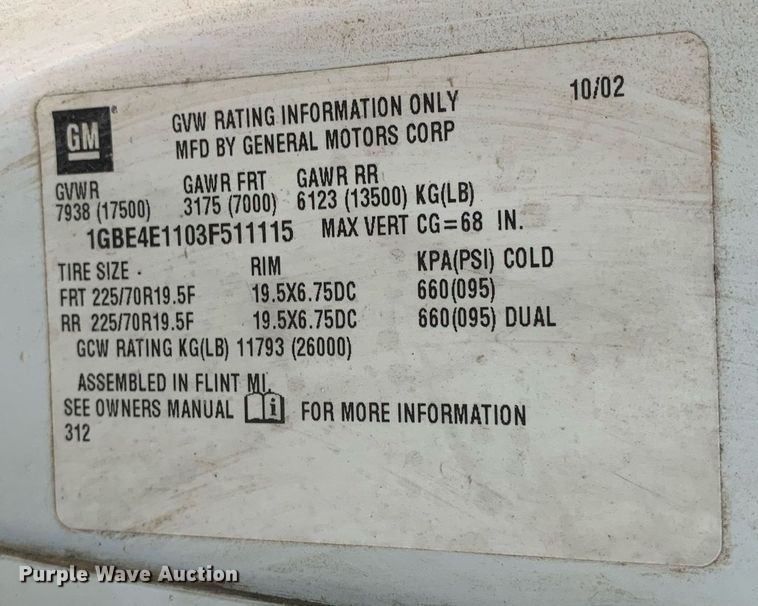 GM
GVW RATING INFORMATION ONLY 10/02
MFD BY GENERAL MOTORS CORP
GVWR GAWR FRT GAWR RR
7938 (17500) 3175 (7000) 6123 (13500) KG(LB)
1GBE4E1103F511115 MAX VERT CG=68 IN.
TIRE SIZE RIM KPA(PSI) COLD
FRT 225/70R19.5F 19.5X6.75DC 660(095)
RR 225/70R19.5F 19.5X6.75DC 660(095) DUAL
GCW RATING KG(LB) 11793 (26000)
ASSEMBLED IN FLINT MI.
SEE OWNERS MANUAL i FOR MORE INFORMATION
312
Purple Wave Auction